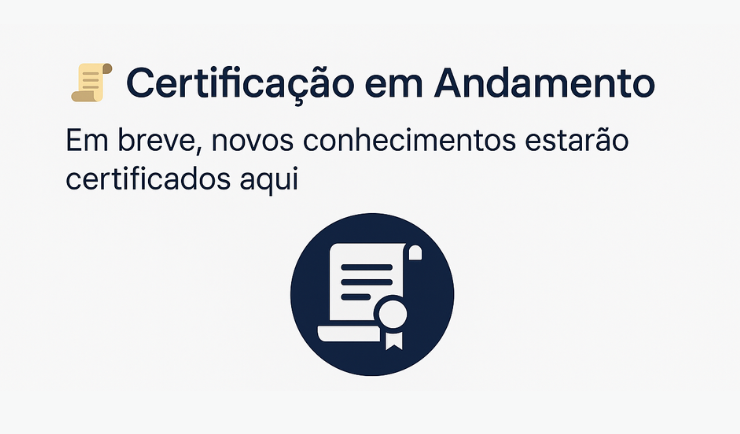 Certificação em Andamento
Em breve, novos conhecimentos estarão
certificados aqui